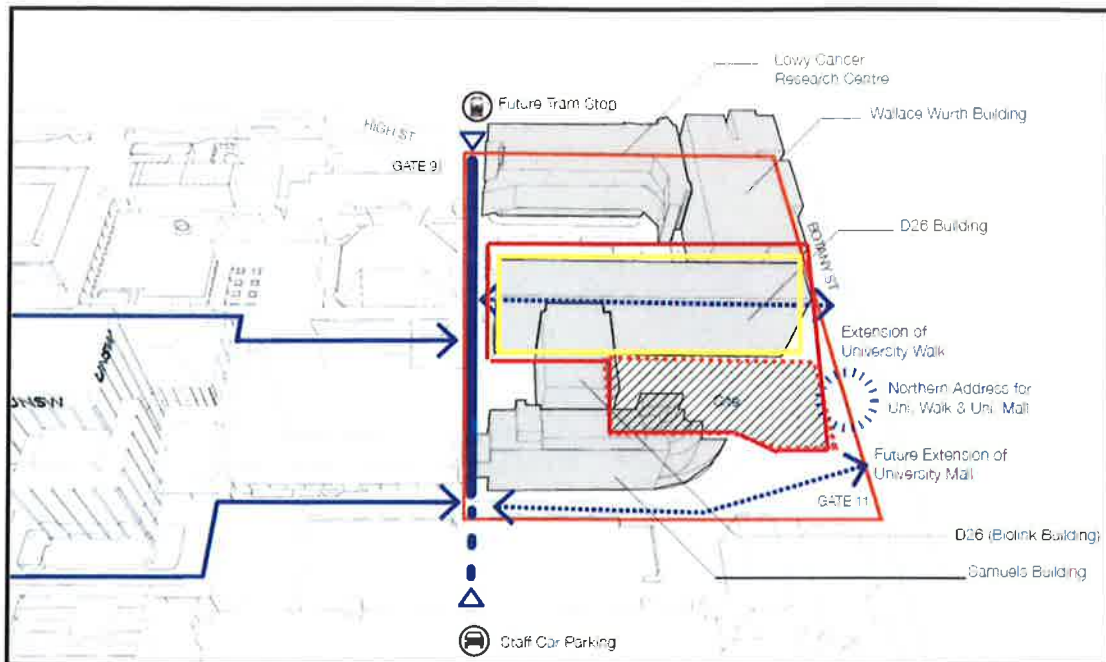 Lowy Cancer
Research Centre
Future Tram Stop
HIGH ST
Wallace Wurth Building
GATE 9
D26 Building
BOTANY ST
Extension of
University Walk
Northern Address for
Uni. Walk & Uni. Mall
UNSW
Site
Future Extension of
University Mall
GATE 11
D26 (Biolink Building)
Samuels Building
Staff Car Parking